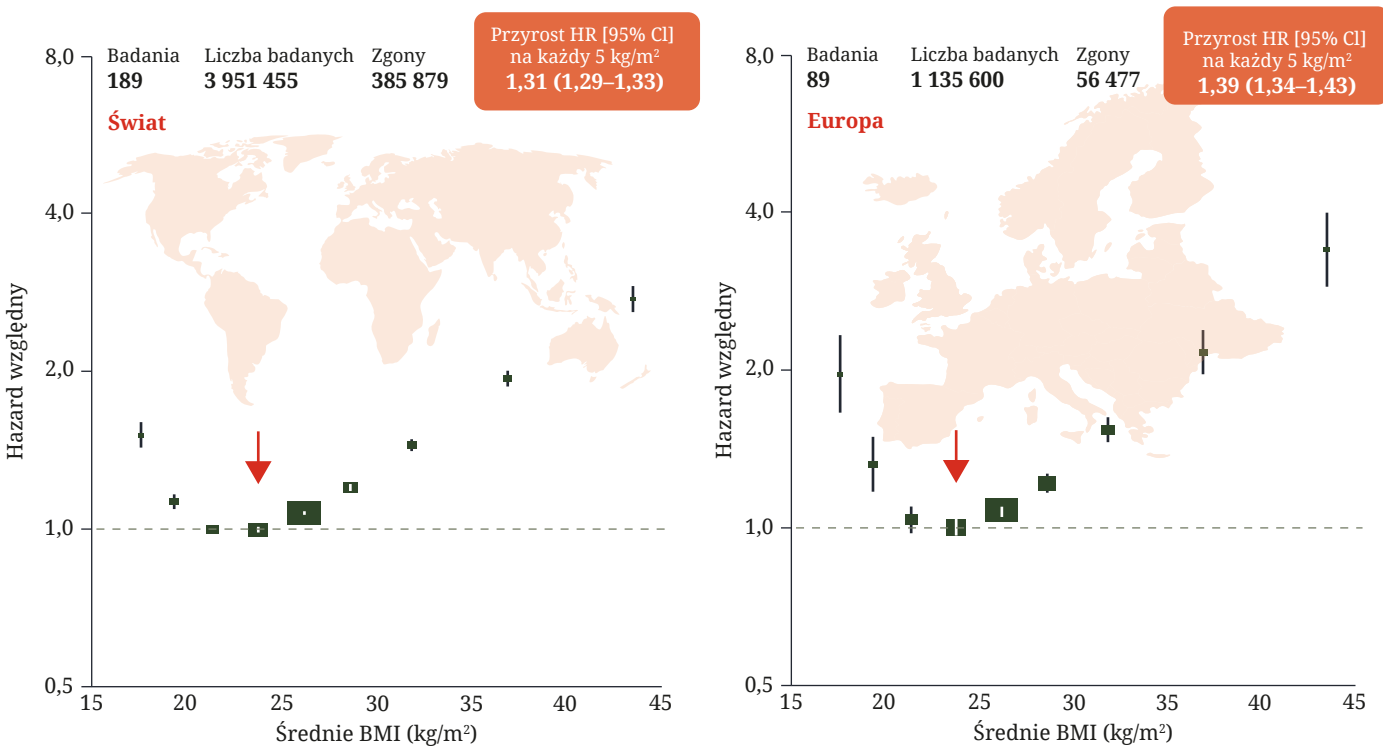 Badania Liczba badanych Zgony
189 3 951 455 385 879
Przyrost HR [95% Cl]
na każdy 5 kg/m²
1,31 (1,29–1,33)
Świat
8,0
4,0
2,0
1,0
0,5
Hazard względny
15 20 25 30 35 40 45
Średnie BMI (kg/m²)
Badania Liczba badanych Zgony
89 1 135 600 56 477
Przyrost HR [95% Cl]
na każdy 5 kg/m²
1,39 (1,34–1,43)
Europa
8,0
4,0
2,0
1,0
0,5
Hazard względny
15 20 25 30 35 40 45
Średnie BMI (kg/m²)